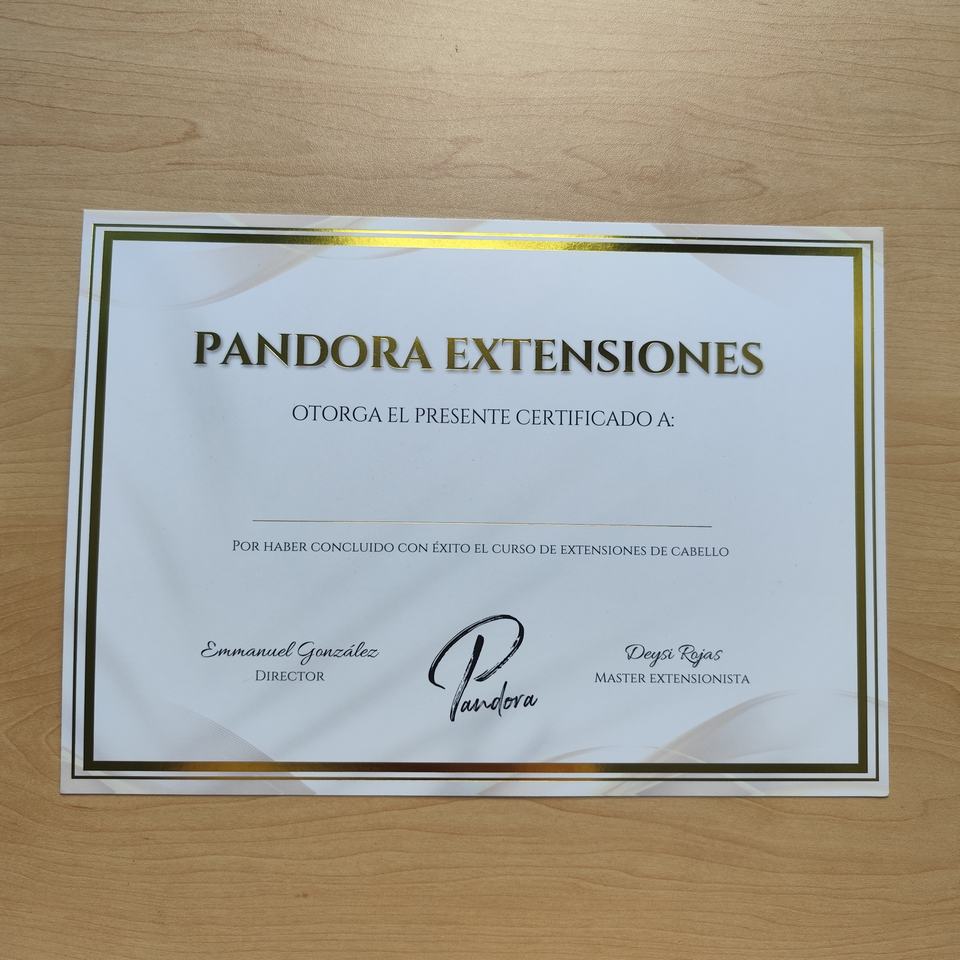 PANDORA EXTENSIONES
OTORGA EL PRESENTE CERTIFICADO A:
POR HABER CONCLUIDO CON ÉXITO EL CURSO DE EXTENSIONES DE CABELLO
Emmanuel González
DIRECTOR
Pandora
Deysi Rojas
MASTER EXTENSIONISTA